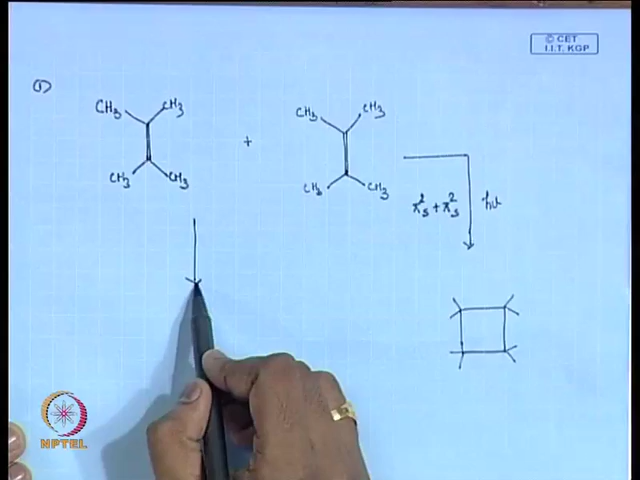 © CET
I.I.T. KGP
①
CH3 CH3 CH3 CH3
+
CH3 CH3 CH3 CH3
π²s + π²s hν
NPTEL